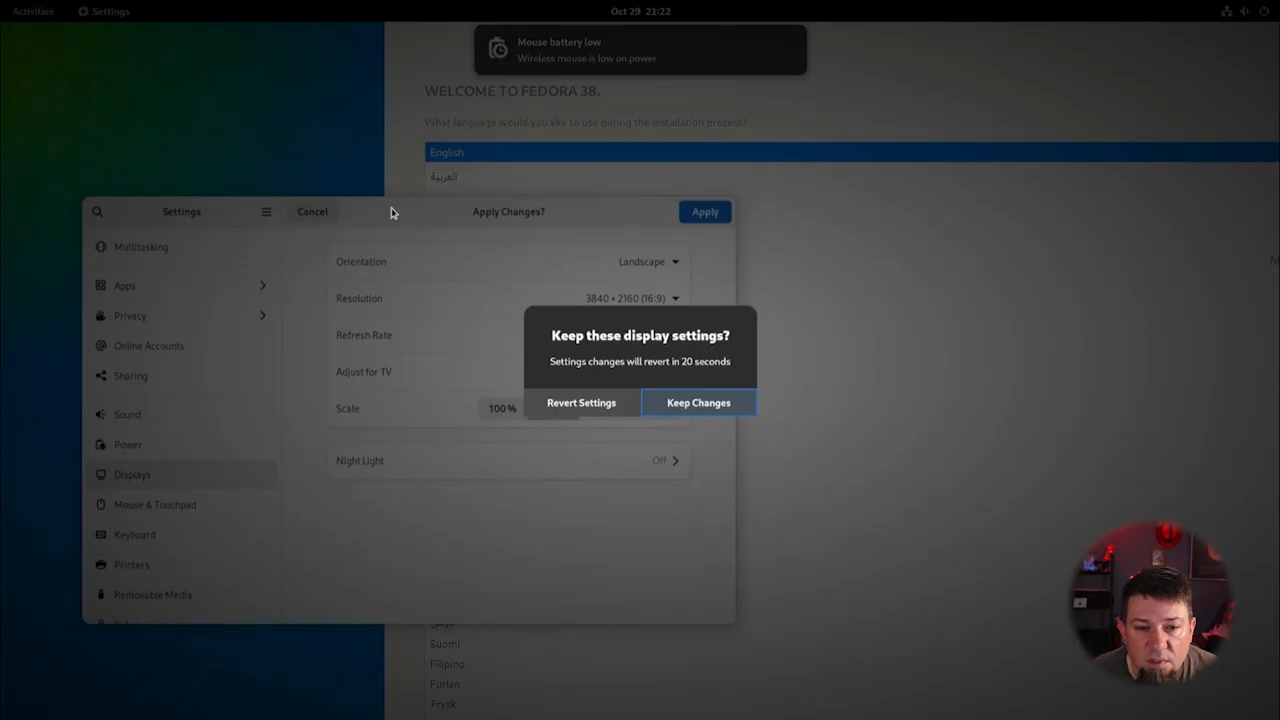 Activities
Settings
Oct 29 21:22
Mouse battery low
Wireless mouse is low on power
WELCOME TO FEDORA 38.
What language would you like to use during the installation process?
English
العربية
Settings
Cancel
Apply Changes?
Apply
Multitasking
Apps
Privacy
Online Accounts
Sharing
Sound
Power
Displays
Mouse & Touchpad
Keyboard
Printers
Removable Media
Orientation
Landscape
Resolution
3840 × 2160 (16:9)
Refresh Rate
Adjust for TV
Scale
100 %
Night Light
Off
Keep these display settings?
Settings changes will revert in 20 seconds
Revert Settings
Keep Changes
Suomi
Filipino
Furlan
Frysk